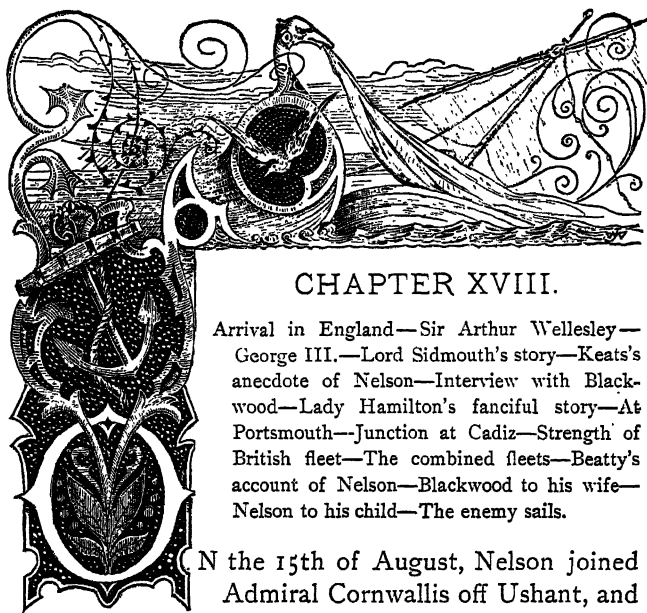 CHAPTER XVIII.
Arrival in England—Sir Arthur Wellesley—
George III.—Lord Sidmouth's story—Keats's
anecdote of Nelson—Interview with Black-
wood—Lady Hamilton's fanciful story—At
Portsmouth—Junction at Cadiz—Strength of
British fleet—The combined fleets—Beatty's
account of Nelson—Blackwood to his wife—
Nelson to his child—The enemy sails.
ON the 15th of August, Nelson joined
Admiral Cornwallis off Ushant, and